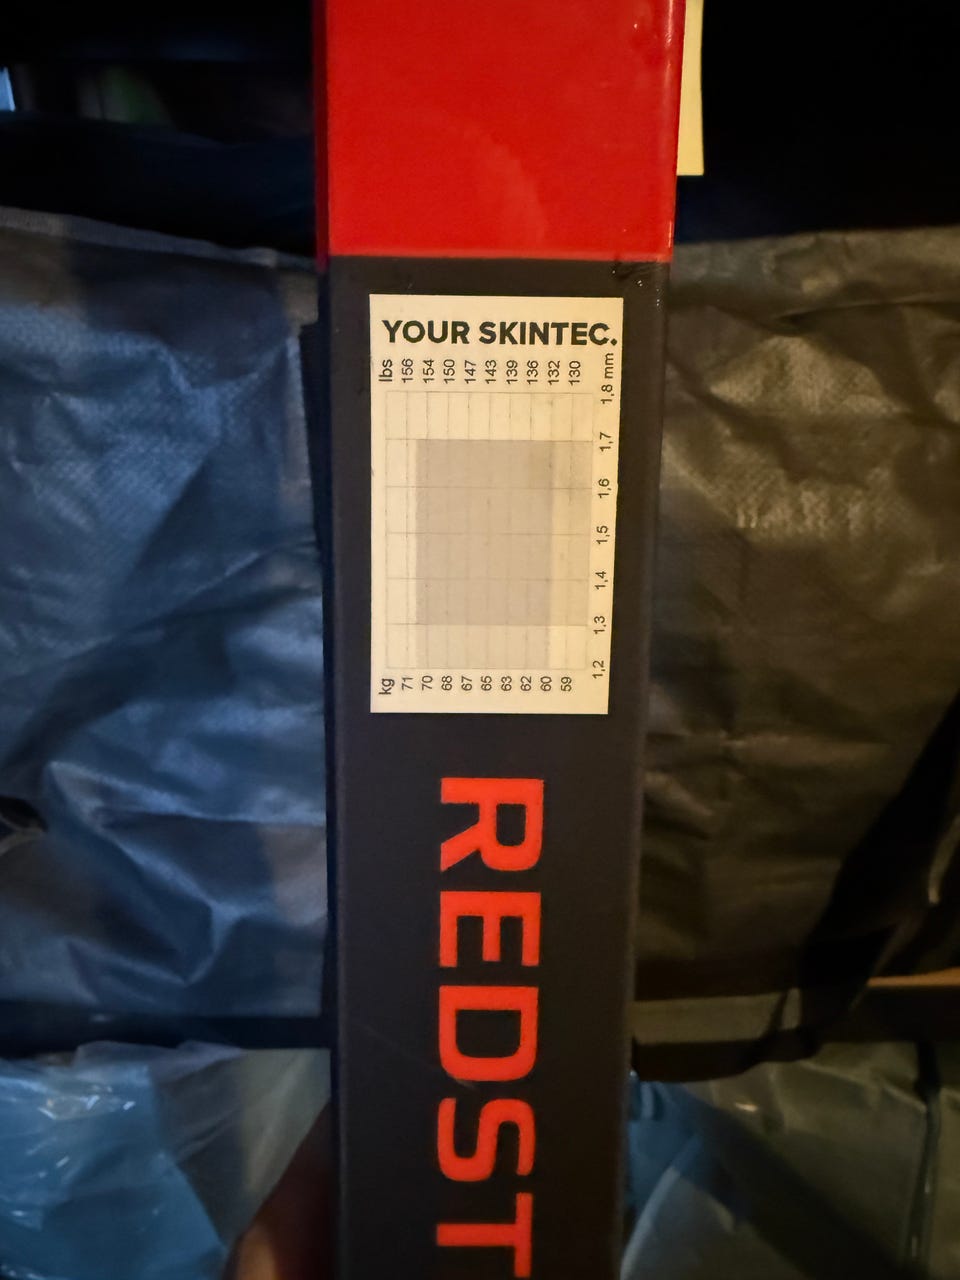 YOUR SKINTEC.
lbs 156 154 150 147 143 139 136 132 130
1,8 mm
1,7
1,6
1,5
1,4
1,3
1,2
kg 71 70 68 67 65 63 62 60 59
REDST